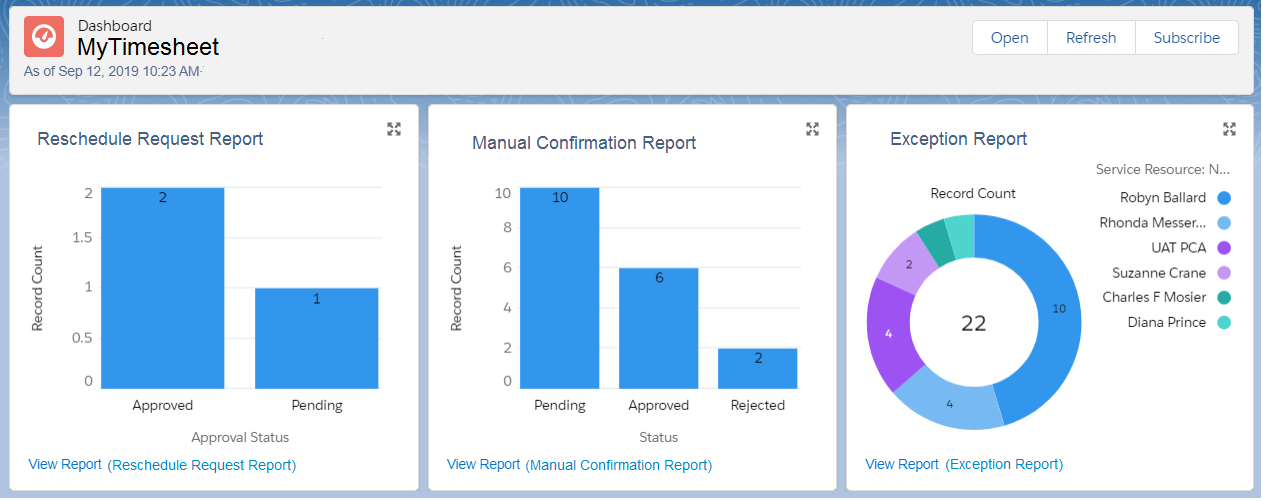 Dashboard
MyTimesheet
As of Sep 12, 2019 10:23 AM·
Open Refresh Subscribe
Reschedule Request Report
Record Count
2
1.5
1
0.5
0
2
1
Approved Pending
Approval Status
View Report (Reschedule Request Report)
Manual Confirmation Report
Record Count
10
8
6
4
2
0
10
6
2
Pending Approved Rejected
Status
View Report (Manual Confirmation Report)
Exception Report
Service Resource: N...
Record Count
Robyn Ballard
Rhonda Messer...
UAT PCA
Suzanne Crane
Charles F Mosier
Diana Prince
2
10
22
4
4
View Report (Exception Report)